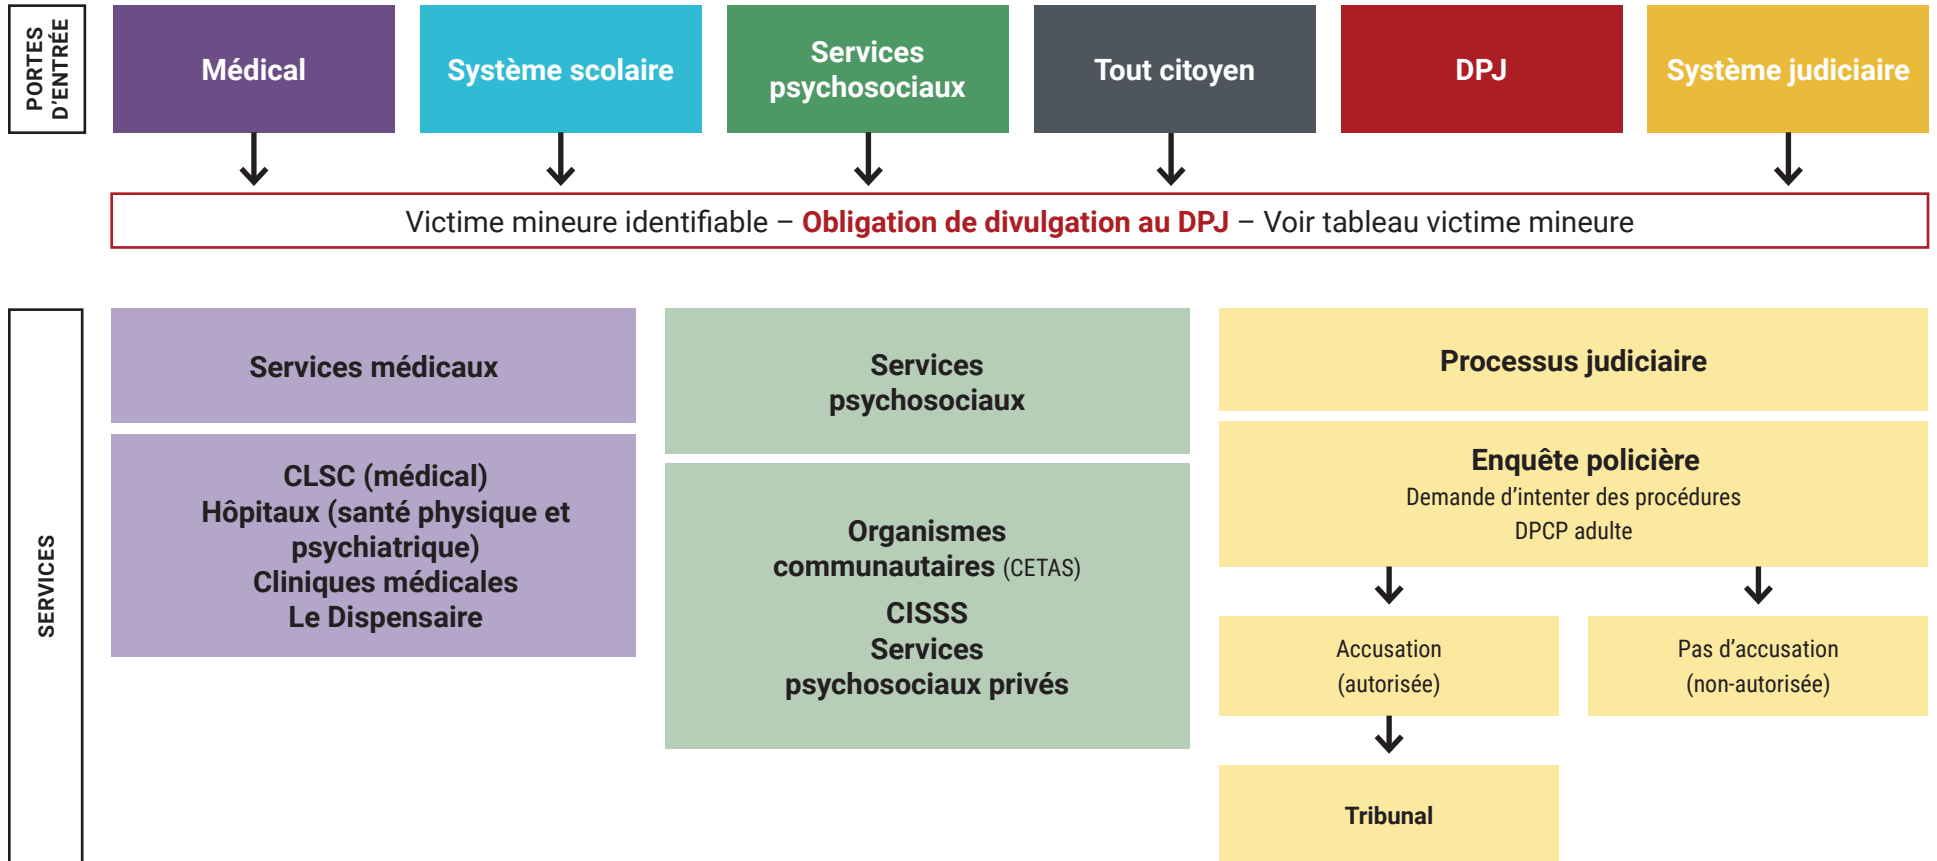 PORTES
D'ENTRÉE
Médical
Système scolaire
Services
psychosociaux
Tout citoyen
DPJ
Système judiciaire
Victime mineure identifiable – Obligation de divulgation au DPJ – Voir tableau victime mineure
SERVICES
Services médicaux
CLSC (médical)
Hôpitaux (santé physique et
psychiatrique)
Cliniques médicales
Le Dispensaire
Services
psychosociaux
Organismes
communautaires (CETAS)
CISSS
Services
psychosociaux privés
Processus judiciaire
Enquête policière
Demande d'intenter des procédures
DPCP adulte
Accusation
(autorisée)
Pas d'accusation
(non-autorisée)
Tribunal